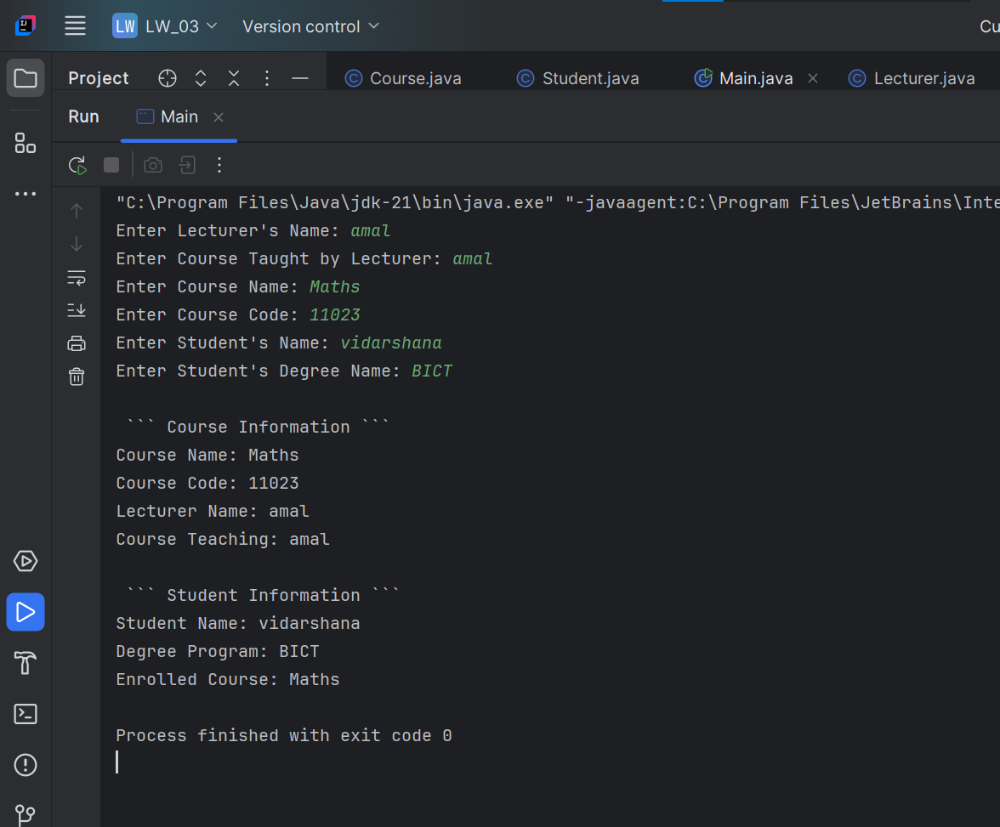 LW LW_03 Version control Cu
Project Course.java Student.java Main.java Lecturer.java
Run Main
"C:\Program Files\Java\jdk-21\bin\java.exe" "-javaagent:C:\Program Files\JetBrains\Inte
Enter Lecturer's Name: amal
Enter Course Taught by Lecturer: amal
Enter Course Name: Maths
Enter Course Code: 11023
Enter Student's Name: vidarshana
Enter Student's Degree Name: BICT
``` Course Information ```
Course Name: Maths
Course Code: 11023
Lecturer Name: amal
Course Teaching: amal
``` Student Information ```
Student Name: vidarshana
Degree Program: BICT
Enrolled Course: Maths
Process finished with exit code 0